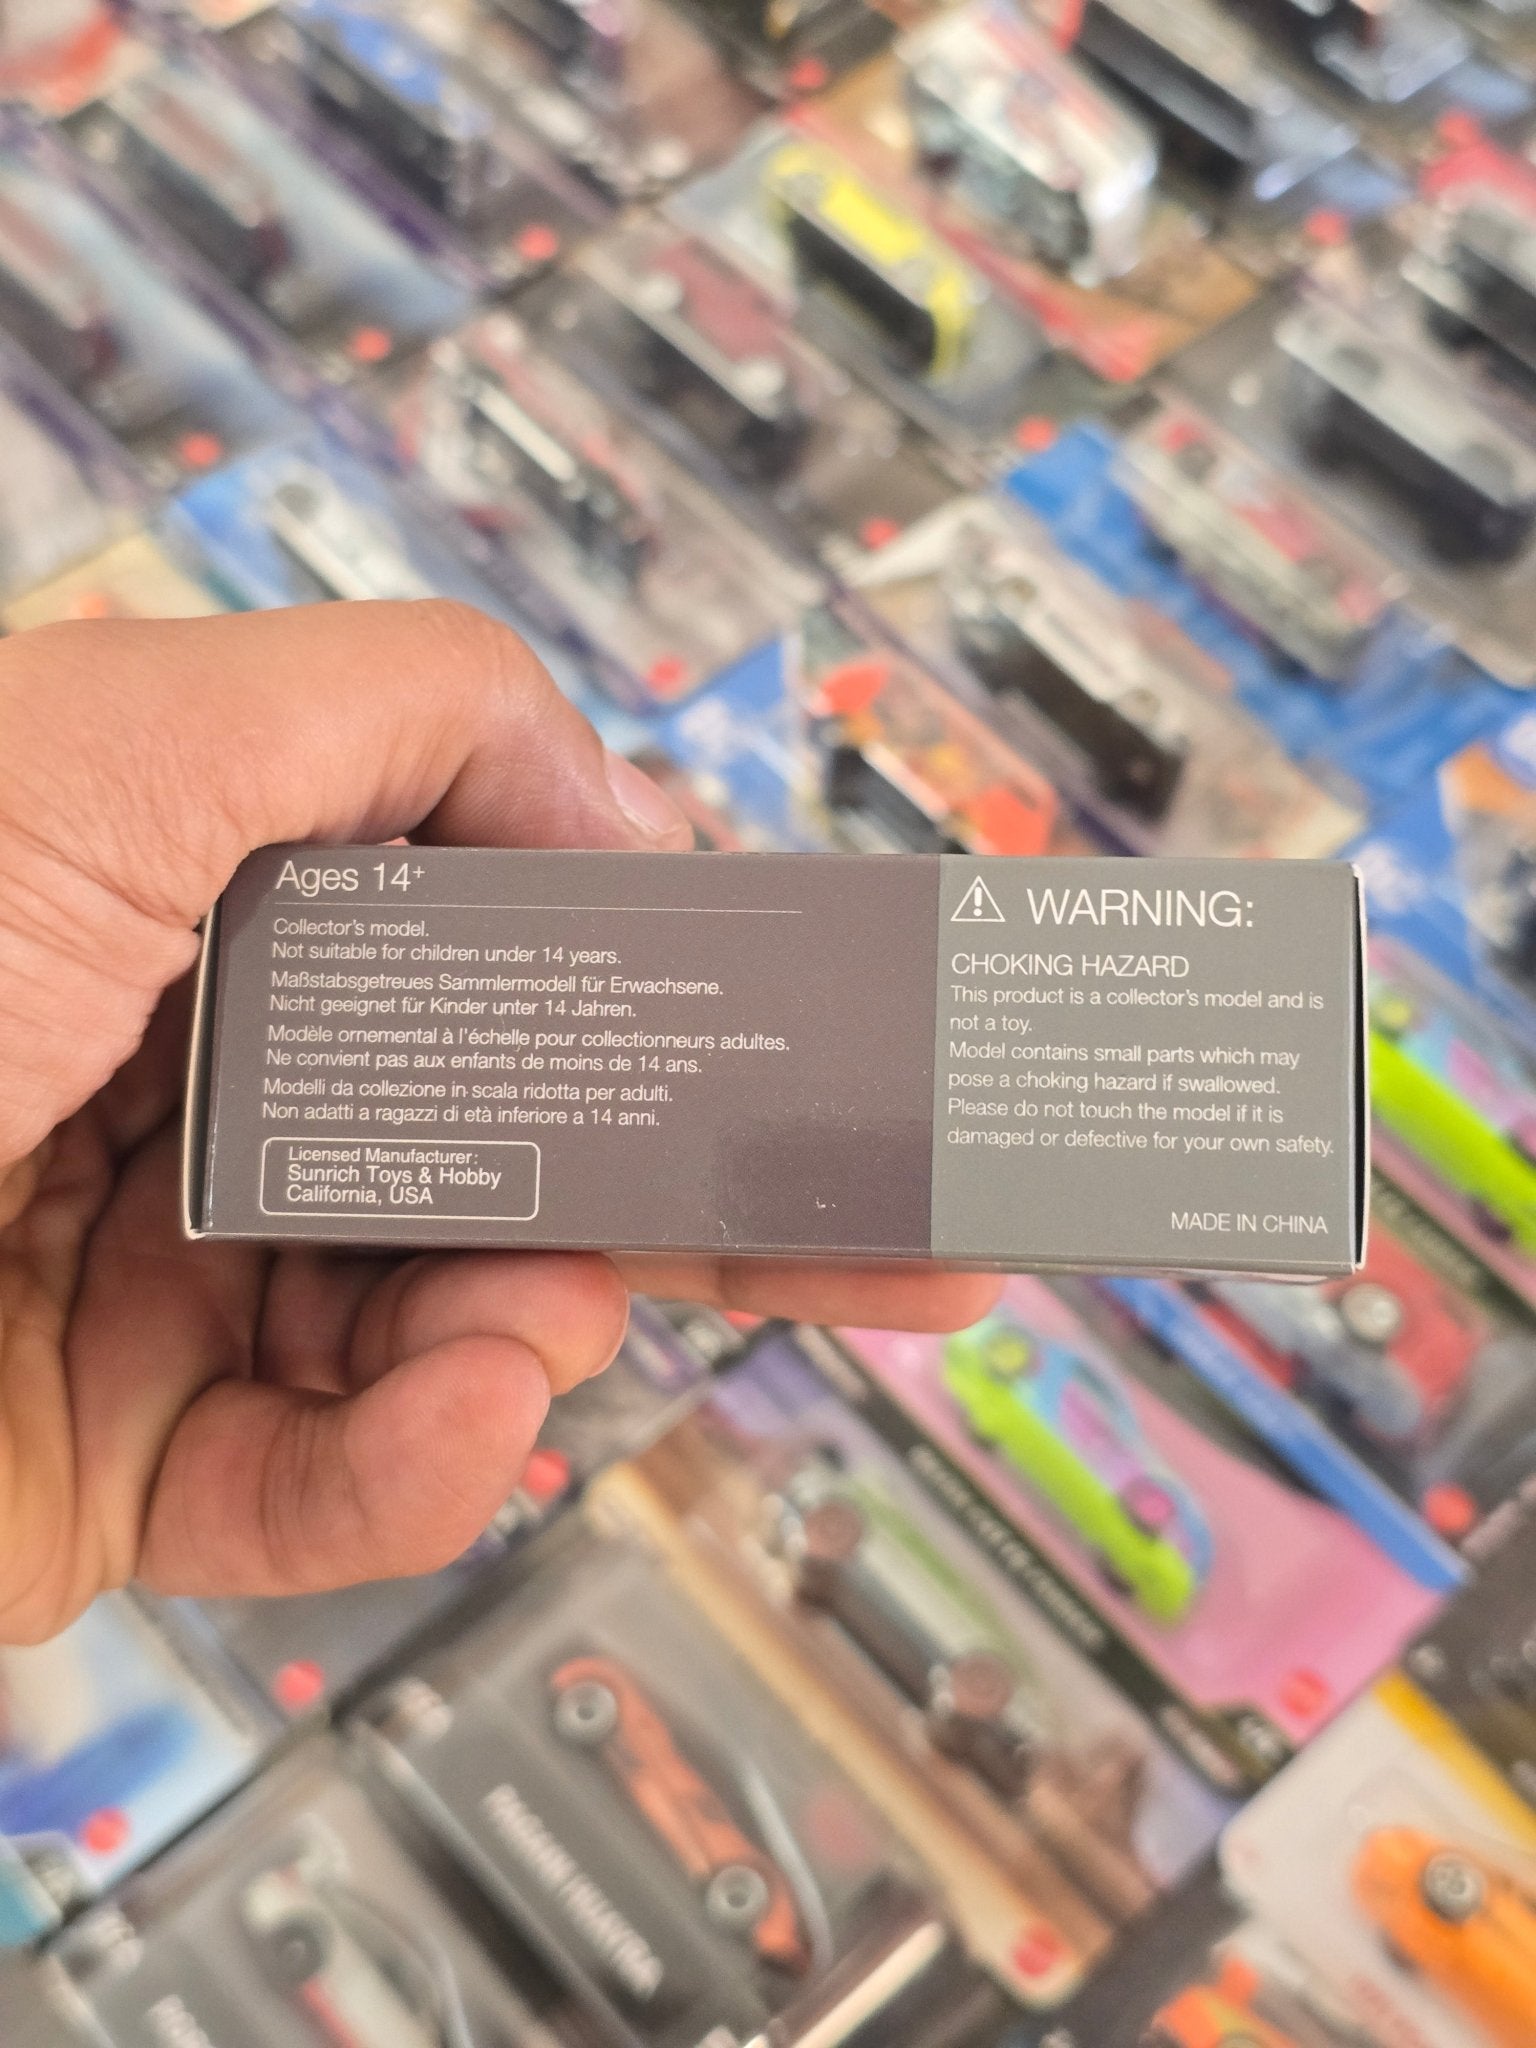 Ages 14+
Collector's model.
Not suitable for children under 14 years.
Maßstabsgetreues Sammlermodell für Erwachsene.
Nicht geeignet für Kinder unter 14 Jahren.
Modèle ornemental à l'échelle pour collectionneurs adultes.
Ne convient pas aux enfants de moins de 14 ans.
Modelli da collezione in scala ridotta per adulti.
Non adatti a ragazzi di età inferiore a 14 anni.
Licensed Manufacturer:
Sunrich Toys & Hobby
California, USA
WARNING:
CHOKING HAZARD
This product is a collector's model and is
not a toy.
Model contains small parts which may
pose a choking hazard if swallowed.
Please do not touch the model if it is
damaged or defective for your own safety.
MADE IN CHINA